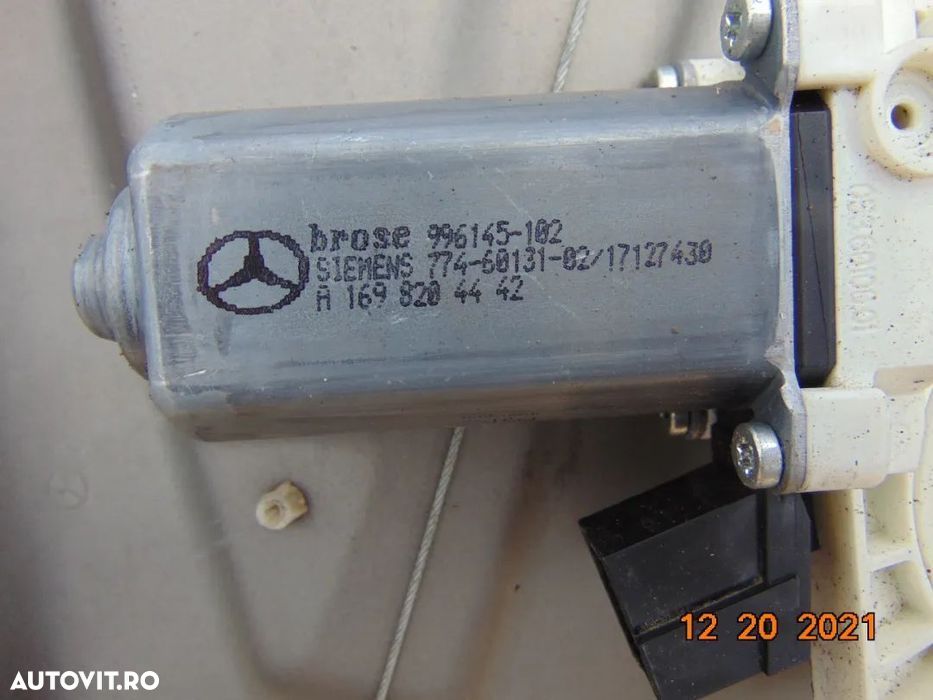 brose 996145-102
SIEMENS 774-60131-02/17127430
A 169 820 44 42
12 20 2021
AUTOVIT.RO